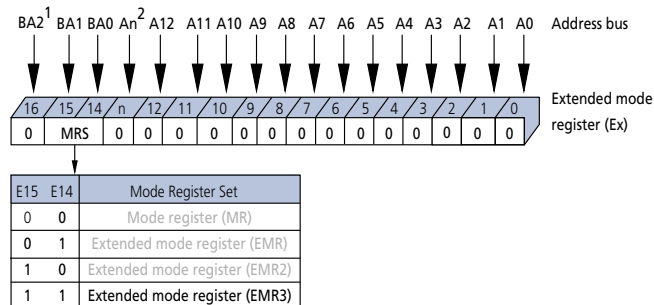 BA2¹ BA1 BA0 An² A12 A11 A10 A9 A8 A7 A6 A5 A4 A3 A2 A1 A0 Address bus
16 15 14 n 12 11 10 9 8 7 6 5 4 3 2 1 0 Extended mode
register (Ex)
0 MRS 0 0 0 0 0 0 0 0 0 0 0 0 0 0
E15 E14 Mode Register Set
0 0 Mode register (MR)
0 1 Extended mode register (EMR)
1 0 Extended mode register (EMR2)
1 1 Extended mode register (EMR3)